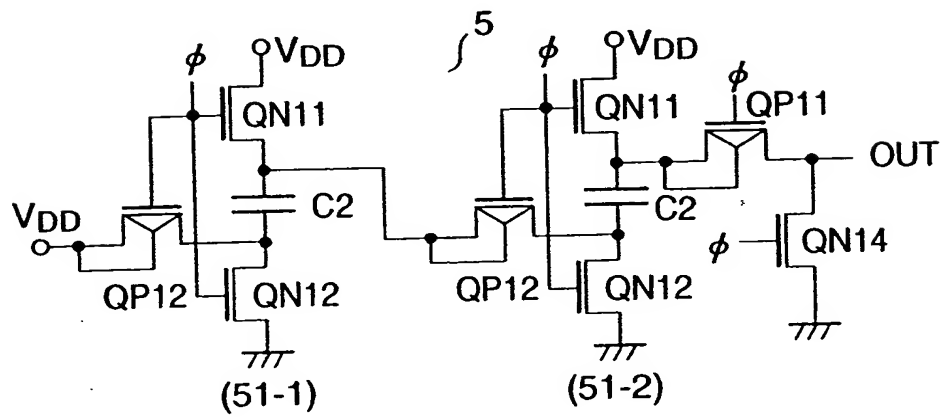 5
ϕ
VDD
QN11
C2
VDD
QP12
QN12
(51-1)
ϕ
VDD
QN11
C2
QP12
QN12
(51-2)
ϕ
QP11
OUT
ϕ
QN14